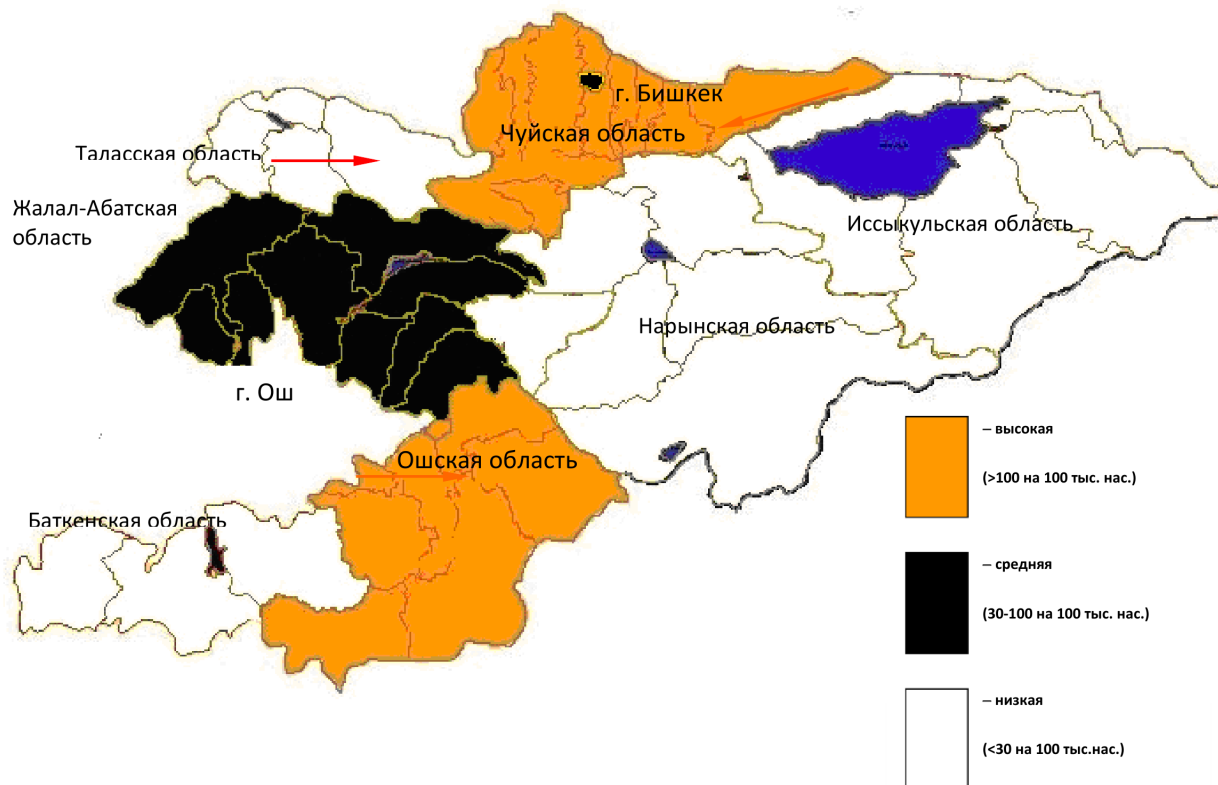 г. Бишкек
Чуйская область
Таласская область
Жалал-Абатская
область
Иссыкульская область
Нарынская область
г. Ош
Ошская область
Баткенская область
– высокая
(>100 на 100 тыс. нас.)
– средняя
(30-100 на 100 тыс. нас.)
– низкая
(<30 на 100 тыс.нас.)